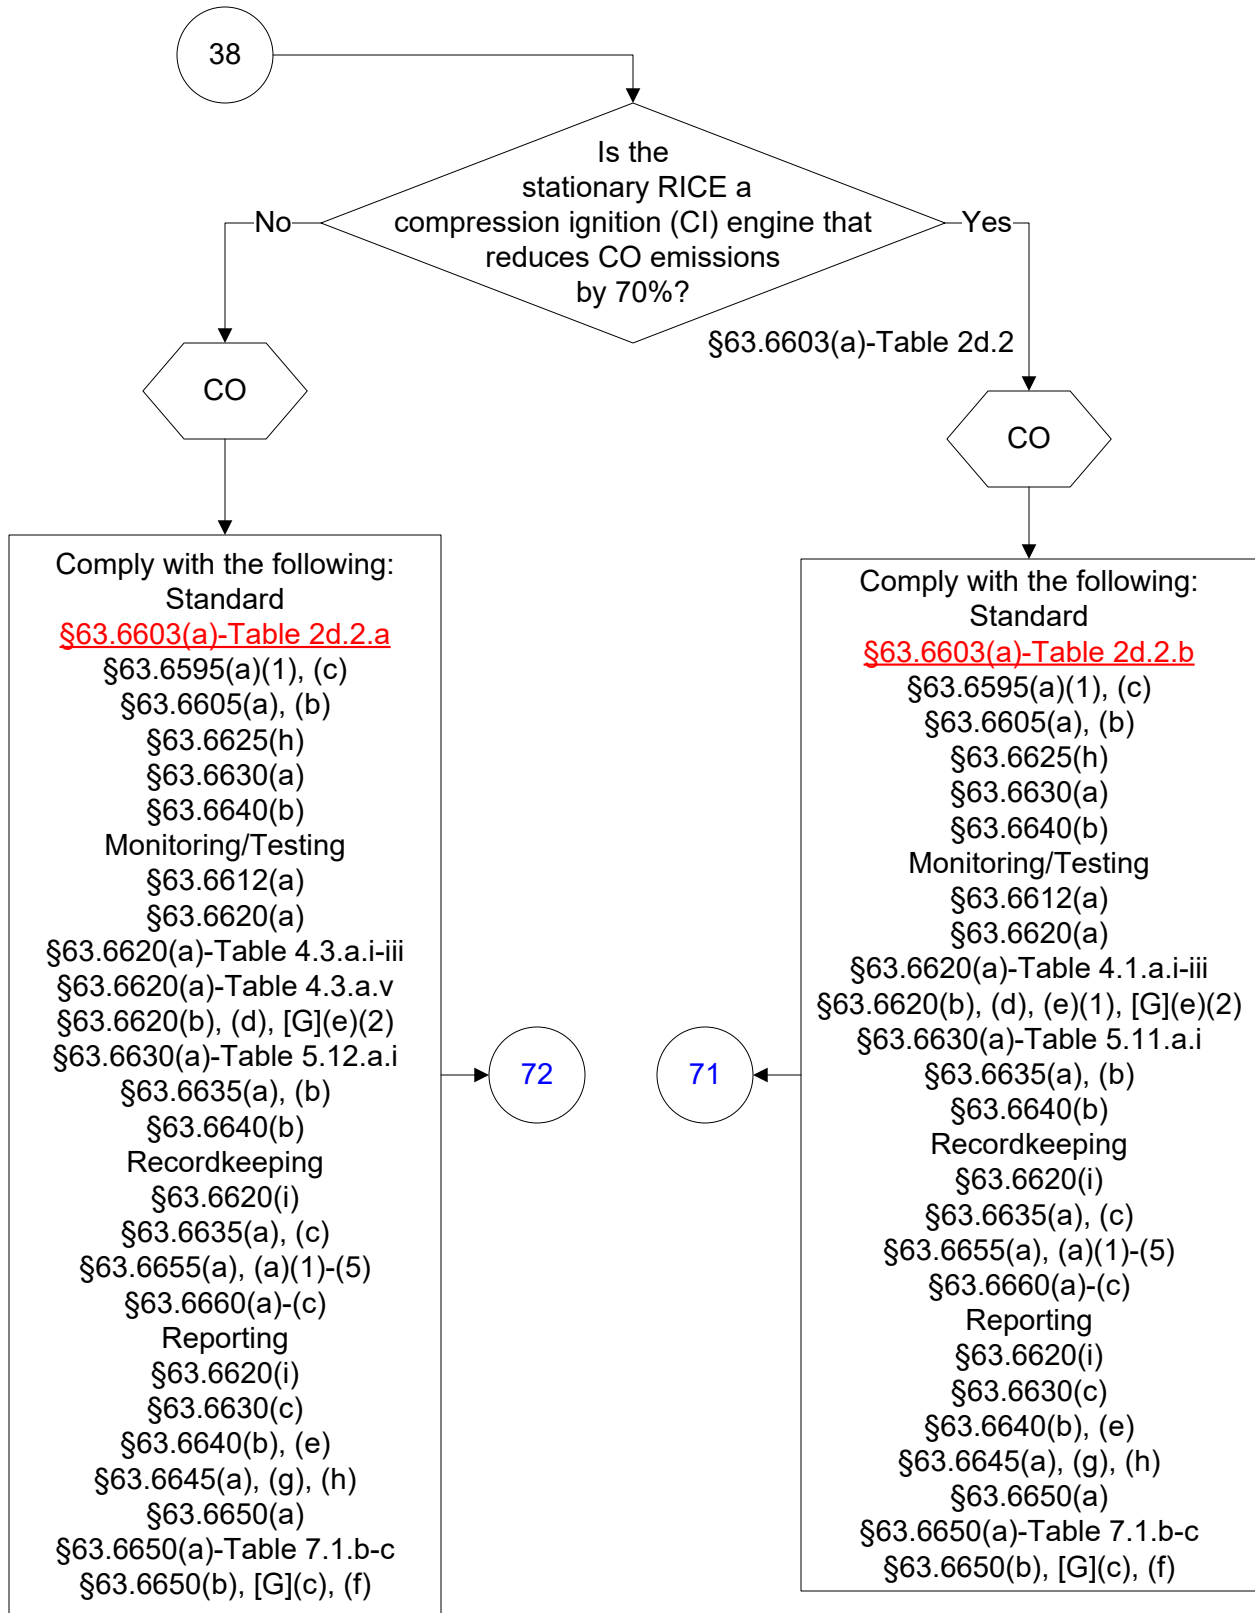 38
Is the
stationary RICE a
compression ignition (CI) engine that
reduces CO emissions
by 70%?
No
Yes
§63.6603(a)-Table 2d.2
CO
CO
Comply with the following:
Standard
§63.6603(a)-Table 2d.2.a
§63.6595(a)(1), (c)
§63.6605(a), (b)
§63.6625(h)
§63.6630(a)
§63.6640(b)
Monitoring/Testing
§63.6612(a)
§63.6620(a)
§63.6620(a)-Table 4.3.a.i-iii
§63.6620(a)-Table 4.3.a.v
§63.6620(b), (d), [G](e)(2)
§63.6630(a)-Table 5.12.a.i
§63.6635(a), (b)
§63.6640(b)
Recordkeeping
§63.6620(i)
§63.6635(a), (c)
§63.6655(a), (a)(1)-(5)
§63.6660(a)-(c)
Reporting
§63.6620(i)
§63.6630(c)
§63.6640(b), (e)
§63.6645(a), (g), (h)
§63.6650(a)
§63.6650(a)-Table 7.1.b-c
§63.6650(b), [G](c), (f)
72
71
Comply with the following:
Standard
§63.6603(a)-Table 2d.2.b
§63.6595(a)(1), (c)
§63.6605(a), (b)
§63.6625(h)
§63.6630(a)
§63.6640(b)
Monitoring/Testing
§63.6612(a)
§63.6620(a)
§63.6620(a)-Table 4.1.a.i-iii
§63.6620(b), (d), (e)(1), [G](e)(2)
§63.6630(a)-Table 5.11.a.i
§63.6635(a), (b)
§63.6640(b)
Recordkeeping
§63.6620(i)
§63.6635(a), (c)
§63.6655(a), (a)(1)-(5)
§63.6660(a)-(c)
Reporting
§63.6620(i)
§63.6630(c)
§63.6640(b), (e)
§63.6645(a), (g), (h)
§63.6650(a)
§63.6650(a)-Table 7.1.b-c
§63.6650(b), [G](c), (f)